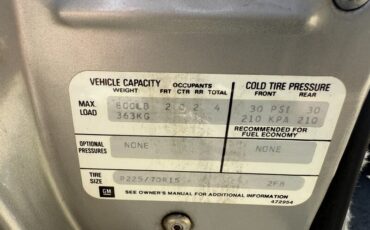 VEHICLE CAPACITY
WEIGHT
OCCUPANTS
FRT CTR RR TOTAL
COLD TIRE PRESSURE
FRONT REAR
MAX. LOAD
800LB 2 0 2 4
363KG
30 PSI 30
210 KPA 210
RECOMMENDED FOR
FUEL ECONOMY
OPTIONAL
PRESSURES
NONE
NONE
TIRE
SIZE
P225/70R15
GM
SEE OWNER'S MANUAL FOR ADDITIONAL INFORMATION
472954